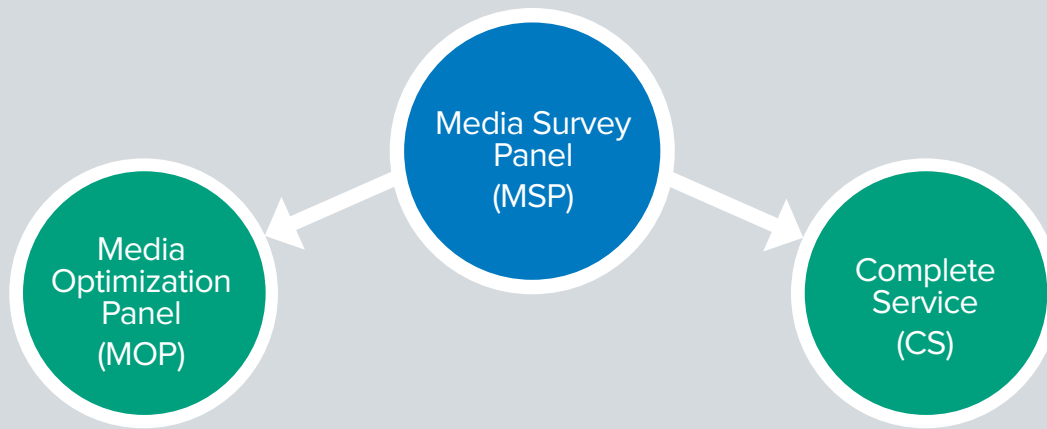 Media Survey
Panel
(MSP)
Media
Optimization
Panel
(MOP)
Complete
Service
(CS)